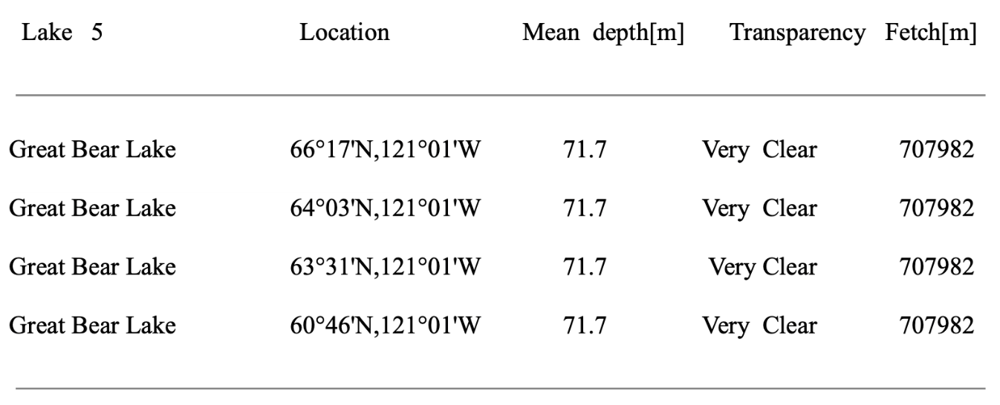 Lake 5 Location Mean depth[m] Transparency Fetch[m]
Great Bear Lake 66°17'N,121°01'W 71.7 Very Clear 707982
Great Bear Lake 64°03'N,121°01'W 71.7 Very Clear 707982
Great Bear Lake 63°31'N,121°01'W 71.7 Very Clear 707982
Great Bear Lake 60°46'N,121°01'W 71.7 Very Clear 707982